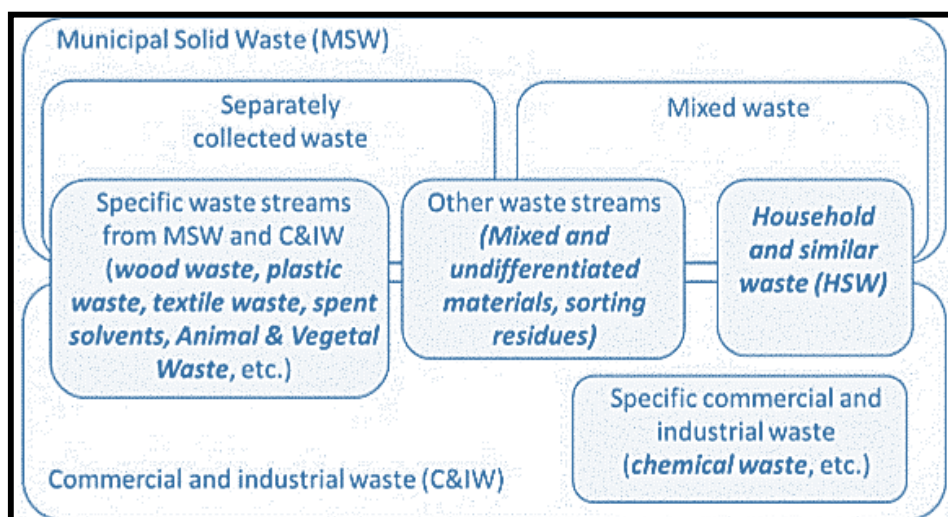 Municipal Solid Waste (MSW)
Separately
collected waste
Mixed waste
Specific waste streams
from MSW and C&IW
(wood waste, plastic
waste, textile waste, spent
solvents, Animal & Vegetal
Waste, etc.)
Other waste streams
(Mixed and
undifferentiated
materials, sorting
residues)
Household
and similar
waste (HSW)
Specific commercial and
industrial waste
(chemical waste, etc.)
Commercial and industrial waste (C&IW)